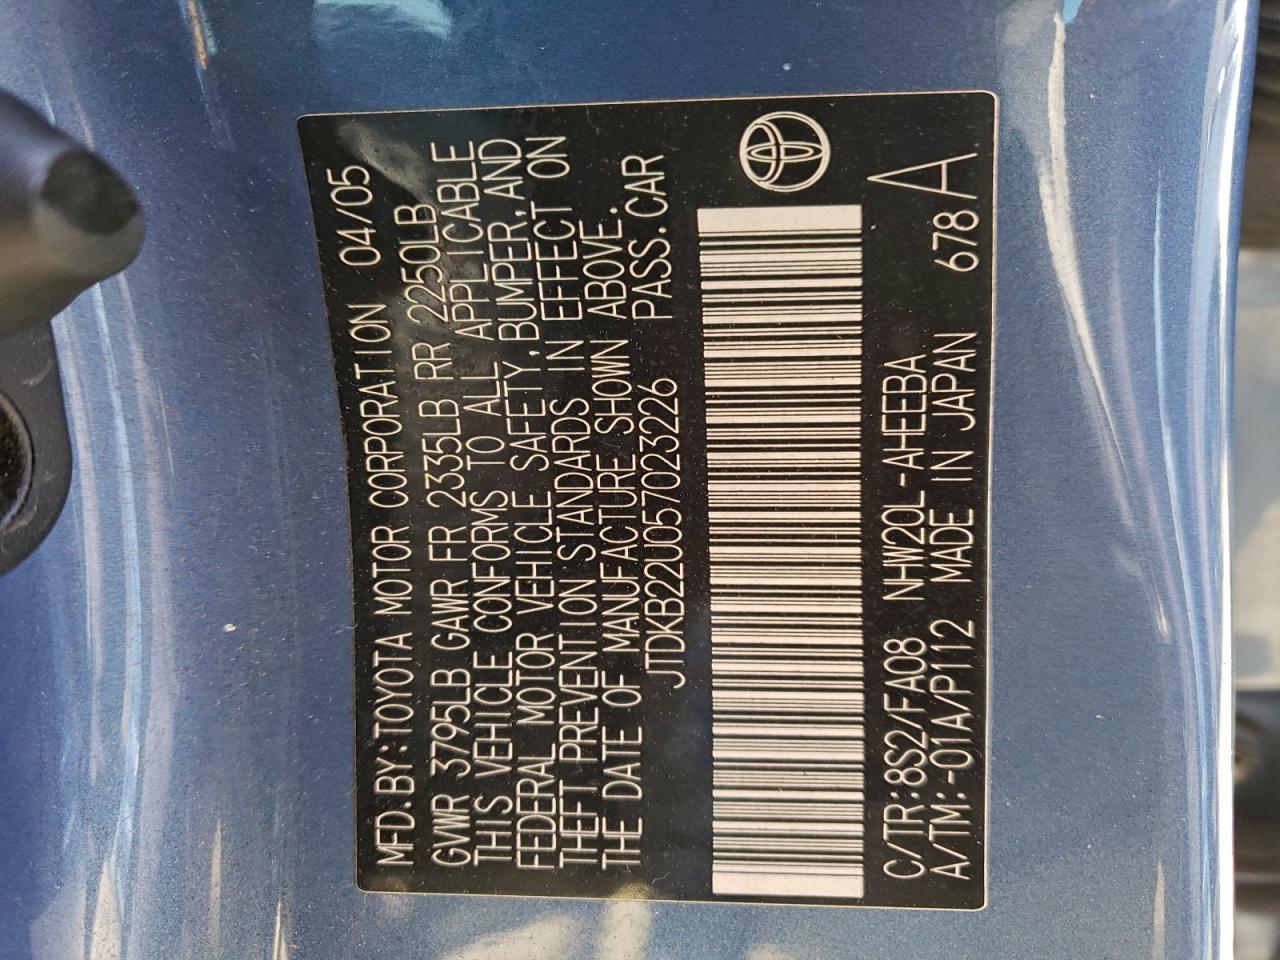 MFD.BY:TOYOTA MOTOR CORPORATION 04/05
GVWR 3795LB GAWR FR 2335LB RR 2250LB
THIS VEHICLE CONFORMS TO ALL APPLICABLE
FEDERAL MOTOR VEHICLE SAFETY,BUMPER,AND
THEFT PREVENTION STANDARDS IN EFFECT ON
THE DATE OF MANUFACTURE SHOWN ABOVE.
JTDKB22U057023226 PASS.CAR
C/TR:8S2/FA08 NHW20L-AHEEBA
A/TM:-01A/P112 MADE IN JAPAN 678 A